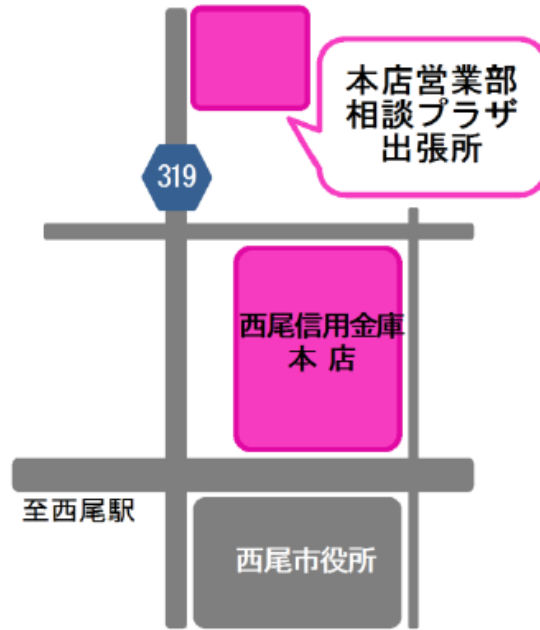 本店営業部
相談プラザ
出張所
319
西尾信用金庫
本店
至西尾駅
西尾市役所